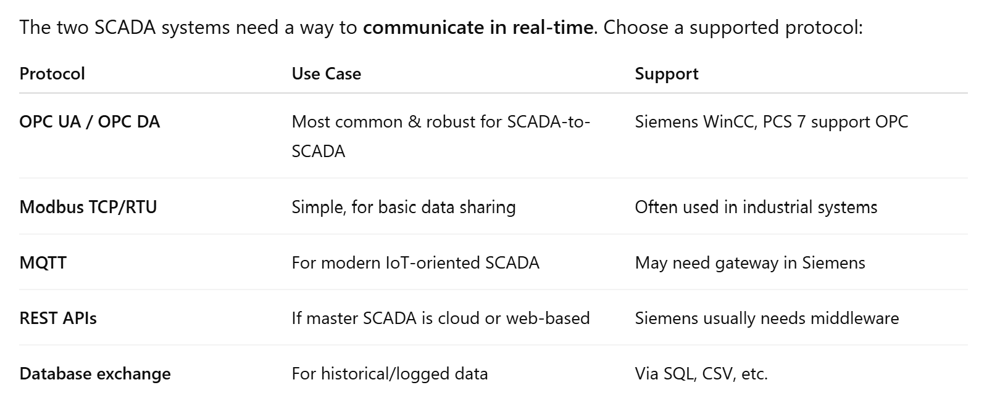 The two SCADA systems need a way to communicate in real-time. Choose a supported protocol:
Protocol Use Case Support
OPC UA / OPC DA Most common & robust for SCADA-to- Siemens WinCC, PCS 7 support OPC
SCADA
Modbus TCP/RTU Simple, for basic data sharing Often used in industrial systems
MQTT For modern IoT-oriented SCADA May need gateway in Siemens
REST APIs If master SCADA is cloud or web-based Siemens usually needs middleware
Database exchange For historical/logged data Via SQL, CSV, etc.